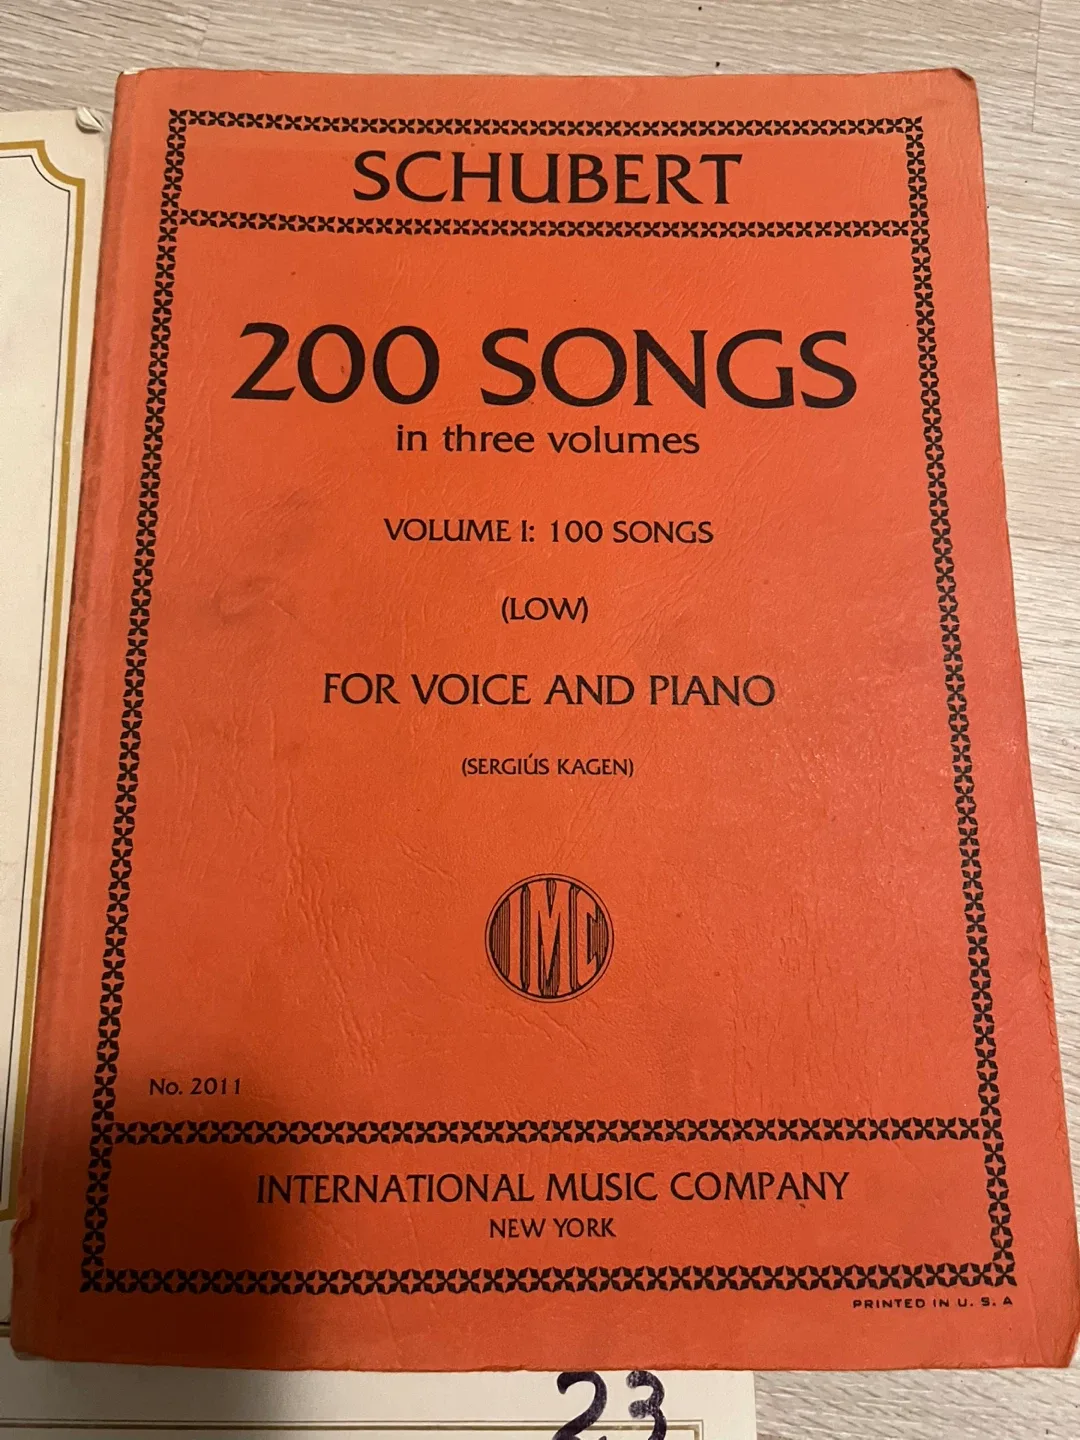 SCHUBERT
200 SONGS
in three volumes
VOLUME I: 100 SONGS
(LOW)
FOR VOICE AND PIANO
(SERGIÚS KAGEN)
IMC
No. 2011
INTERNATIONAL MUSIC COMPANY
NEW YORK
PRINTED IN U. S. A
23